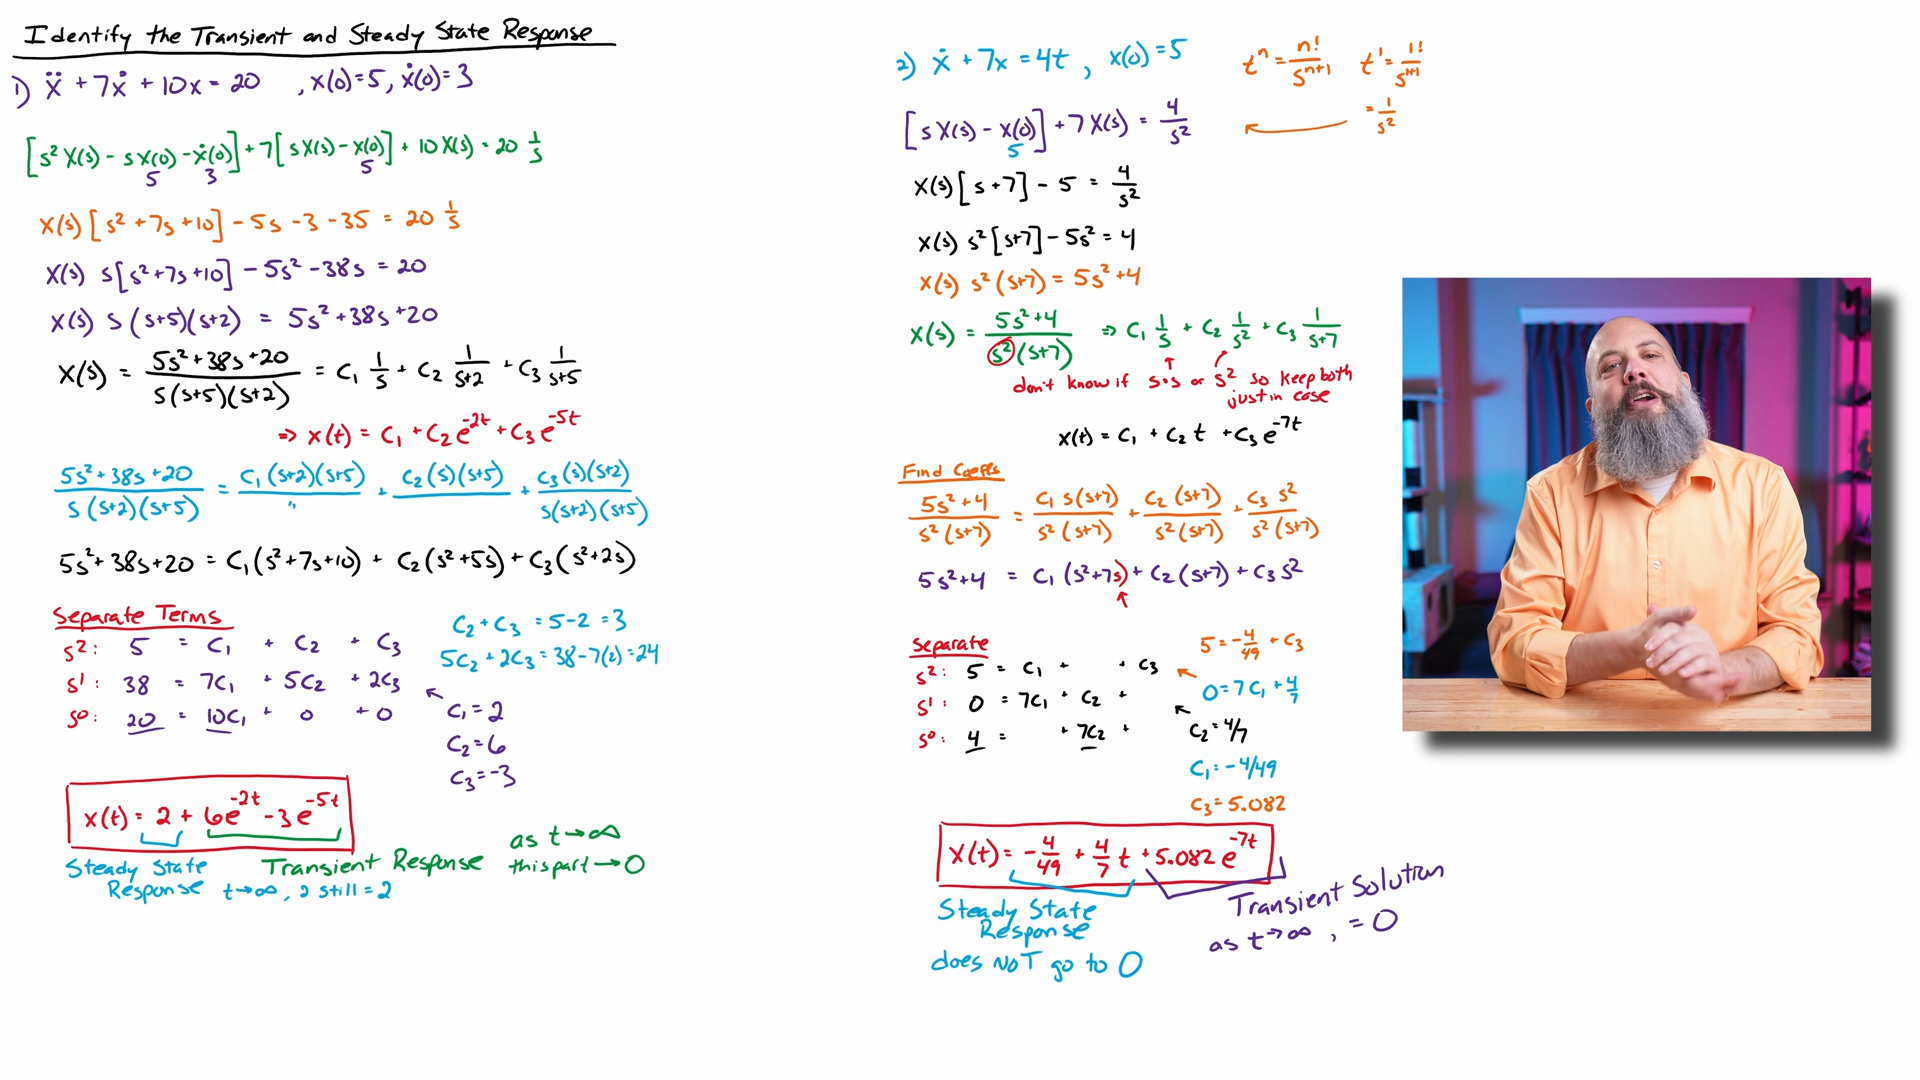 Identify the Transient and Steady State Response
1) ẍ + 7ẋ + 10x = 20 , x(0)=5, ẋ(0)=3
[s² X(s) - s x(0) - ẋ(0)] + 7[s X(s) - x(0)] + 10 X(s) = 20 1/s
5 3 5
X(s) [s² + 7s + 10] - 5s - 3 - 35 = 20 1/s
X(s) s[s² + 7s + 10] - 5s² - 38s = 20
X(s) s (s+5)(s+2) = 5s² + 38s + 20
X(s) = (5s² + 38s + 20)/(s(s+5)(s+2)) = C₁ 1/s + C₂ 1/(s+2) + C₃ 1/(s+5)
⇒ x(t) = C₁ + C₂e^(-2t) + C₃e^(-5t)
(5s² + 38s + 20)/(s(s+2)(s+5)) = C₁(s+2)(s+5)/" + C₂(s)(s+5)/ + C₃(s)(s+2)/(s(s+2)(s+5))
5s² + 38s + 20 = C₁(s² + 7s + 10) + C₂(s² + 5s) + C₃(s² + 2s)
Separate Terms
s²: 5 = C₁ + C₂ + C₃
s¹: 38 = 7C₁ + 5C₂ + 2C₃
s⁰: 20 = 10C₁ + 0 + 0
C₂ + C₃ = 5-2 = 3
5C₂ + 2C₃ = 38-7(2) = 24
C₁ = 2
C₂ = 6
C₃ = -3
x(t) = 2 + 6e^(-2t) - 3e^(-5t)
Steady State
Response t→∞, 2 still = 2
Transient Response
as t→∞
this part → 0
2) ẋ + 7x = 4t , x(0)=5
tⁿ = n!/s^(n+1) t¹ = 1!/s^(1+1)
= 1/s²
[s X(s) - x(0)] + 7 X(s) = 4/s²
5
X(s)[s+7] - 5 = 4/s²
X(s) s²[s+7] - 5s² = 4
X(s) s²(s+7) = 5s² + 4
X(s) = (5s² + 4)/(s²(s+7)) ⇒ C₁ 1/s + C₂ 1/s² + C₃ 1/(s+7)
don't know if s·s or s² so keep both
just in case
x(t) = C₁ + C₂ t + C₃e^(-7t)
Find Coeffs
(5s² + 4)/(s²(s+7)) = C₁ s(s+7)/(s²(s+7)) + C₂(s+7)/(s²(s+7)) + C₃ s²/(s²(s+7))
5s² + 4 = C₁(s² + 7s) + C₂(s+7) + C₃ s²
Separate
s²: 5 = C₁ + + C₃
s¹: 0 = 7C₁ + C₂ +
s⁰: 4 = + 7C₂ +
5 = -4/49 + C₃
0 = 7C₁ + 4/7
C₂ = 4/7
C₁ = -4/49
C₃ = 5.082
X(t) = -4/49 + 4/7 t + 5.082 e^(-7t)
Steady State
Response
does NOT go to 0
Transient Solution
as t→∞, = 0